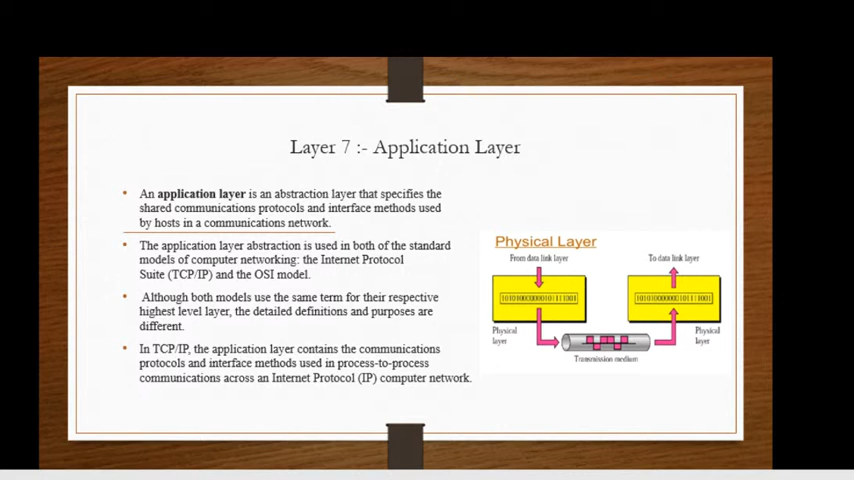 Layer 7 :- Application Layer
• An application layer is an abstraction layer that specifies the
shared communications protocols and interface methods used
by hosts in a communications network.
• The application layer abstraction is used in both of the standard
models of computer networking: the Internet Protocol
Suite (TCP/IP) and the OSI model.
• Although both models use the same term for their respective
highest level layer, the detailed definitions and purposes are
different.
• In TCP/IP, the application layer contains the communications
protocols and interface methods used in process-to-process
communications across an Internet Protocol (IP) computer network.
Physical Layer
From data link layer
To data link layer
Physical
layer
Physical
layer
Transmission medium